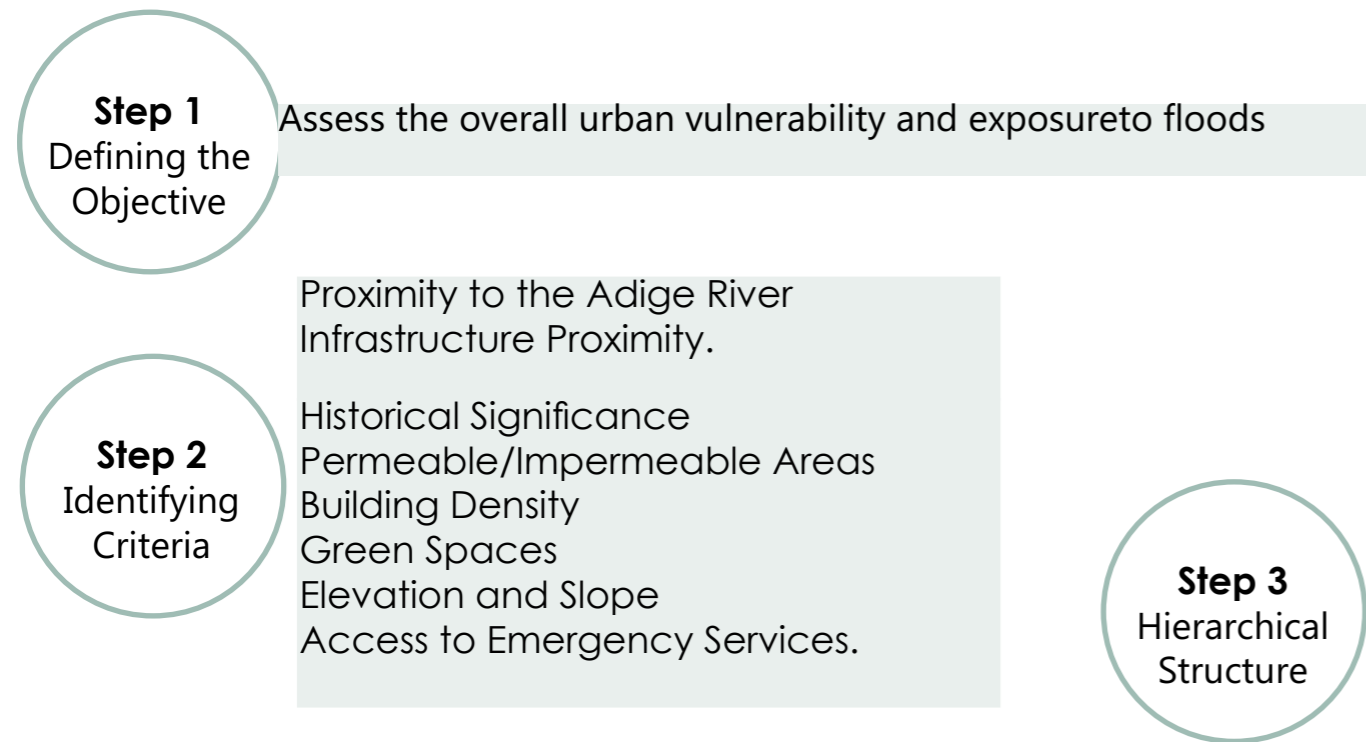 Step 1
Defining the
Objective
Assess the overall urban vulnerability and exposureto floods
Proximity to the Adige River
Infrastructure Proximity.
Historical Significance
Permeable/Impermeable Areas
Building Density
Green Spaces
Elevation and Slope
Access to Emergency Services.
Step 2
Identifying
Criteria
Step 3
Hierarchical
Structure